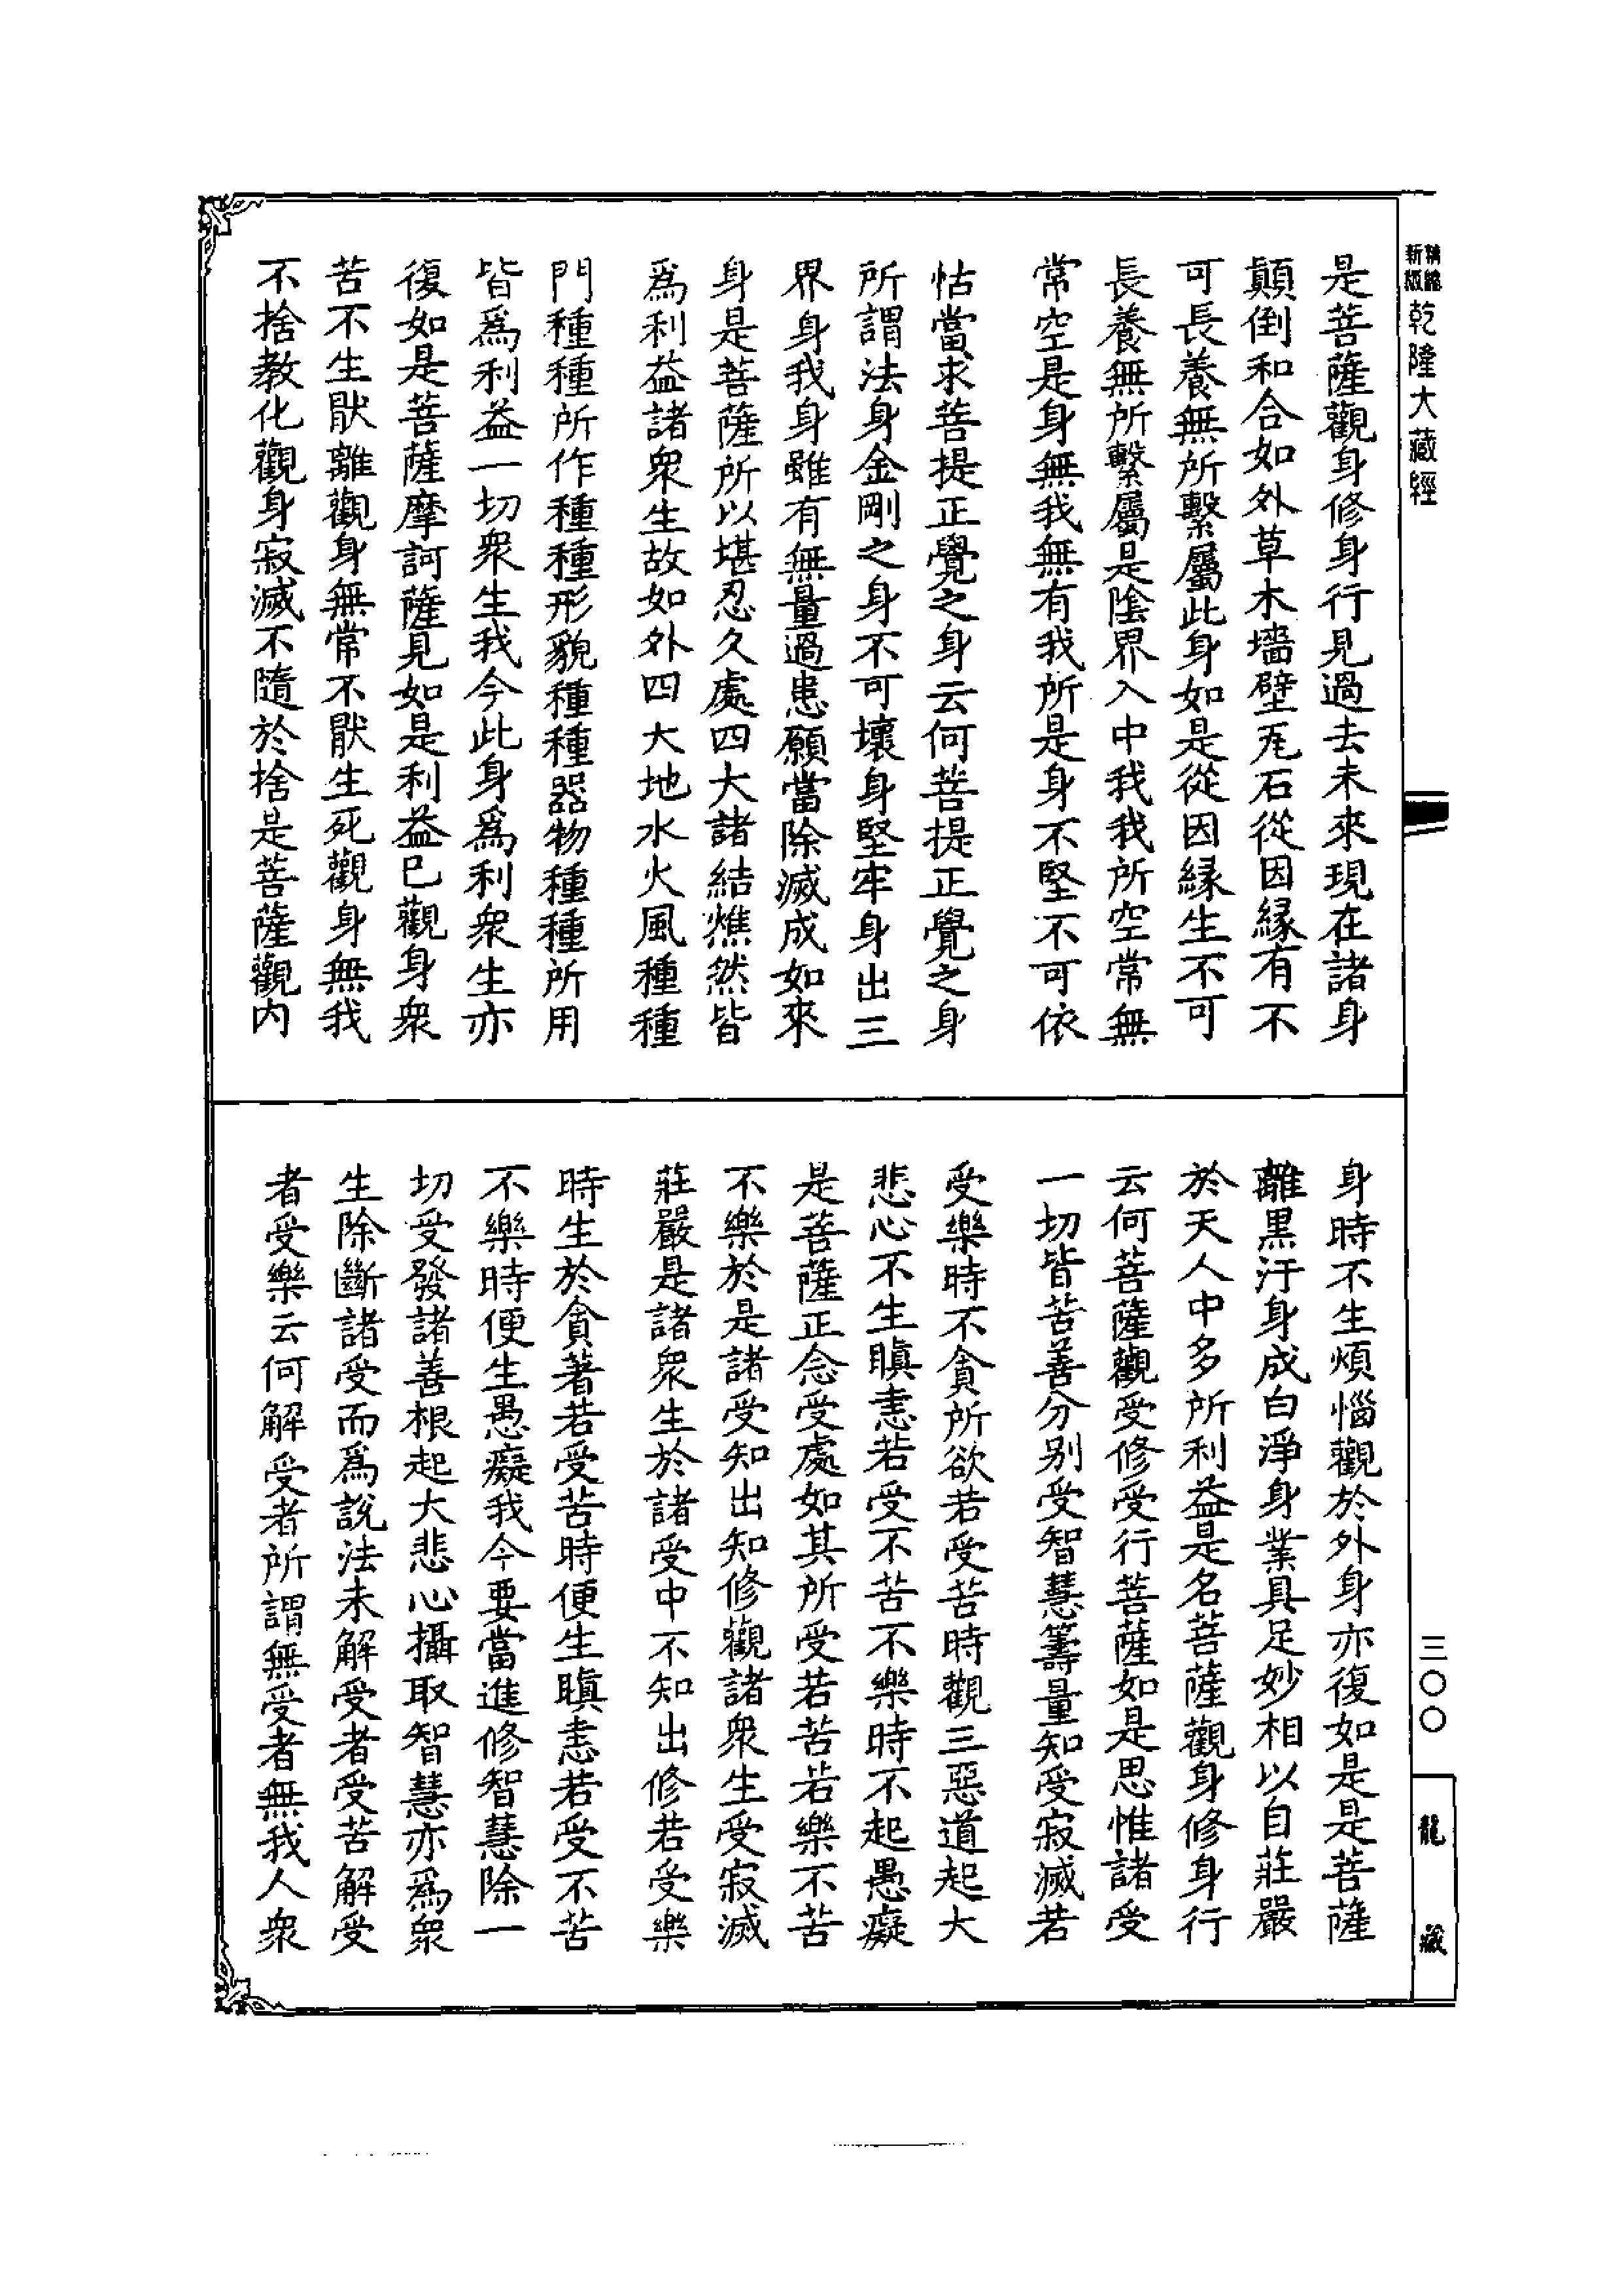 精縮
新版
乾隆大藏經
是菩薩觀身修身行見過去未來現在諸身
顛倒和合如外草木墻壁瓦石從因緣有不
可長養無所繫屬此身如是從因緣生不可
長養無所繫屬是陰界入中我我所空常無
常空是身無我無有我所是身不堅不可依
怙當求菩提正覺之身云何菩提正覺之身
所謂法身金剛之身不可壞身堅牢身出三
界身我身雖有無量過患願當除滅成如來
身是菩薩所以堪忍久處四大諸結燋然皆
爲利益諸衆生故如外四大地水火風種種
門種種所作種種形貌種種器物種種所用
皆爲利益一切衆生我今此身爲利衆生亦
復如是菩薩摩訶薩見如是利益已觀身衆
苦不生猒離觀身無常不猒生死觀身無我
不捨教化觀身寂滅不隨於捨是菩薩觀内
身時不生煩惱觀於外身亦復如是是菩薩
離黑汙身成白淨身業具足妙相以自莊嚴
於天人中多所利益是名菩薩觀身修身行
云何菩薩觀受修受行菩薩如是思惟諸受
一切皆苦善分别受智慧籌量知受寂滅若
受樂時不貪所欲若受苦時觀三惡道起大
悲心不生瞋恚若受不苦不樂時不起愚癡
是菩薩正念受處如其所受若苦若樂不苦
不樂於是諸受知出知修觀諸衆生受寂滅
莊嚴是諸衆生於諸受中不知出修若受樂
時生於貪著若受苦時便生瞋恚若受不苦
不樂時便生愚癡我今要當進修智慧除一
切受發諸善根起大悲心攝取智慧亦爲衆
生除斷諸受而爲說法未解受者受苦解受
者受樂云何解受者所謂無受者無我人衆
三〇〇
龍藏